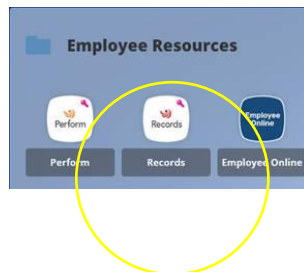 Employee Resources
Perform
Records
Employee
Online
Perform
Records
Employee Online